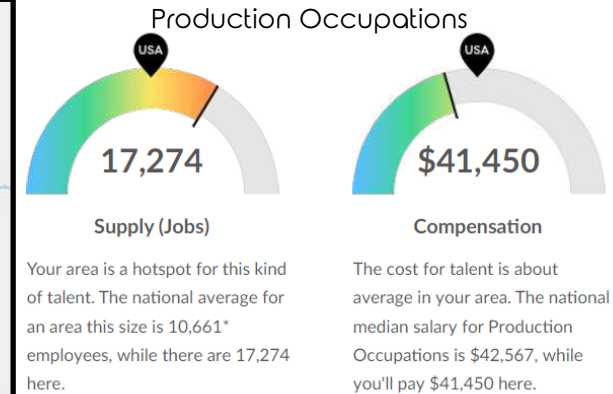 Production Occupations
USA
USA
17,274
$41,450
Supply (Jobs)
Compensation
Your area is a hotspot for this kind
of talent. The national average for
an area this size is 10,661*
employees, while there are 17,274
here.
The cost for talent is about
average in your area. The national
median salary for Production
Occupations is $42,567, while
you'll pay $41,450 here.